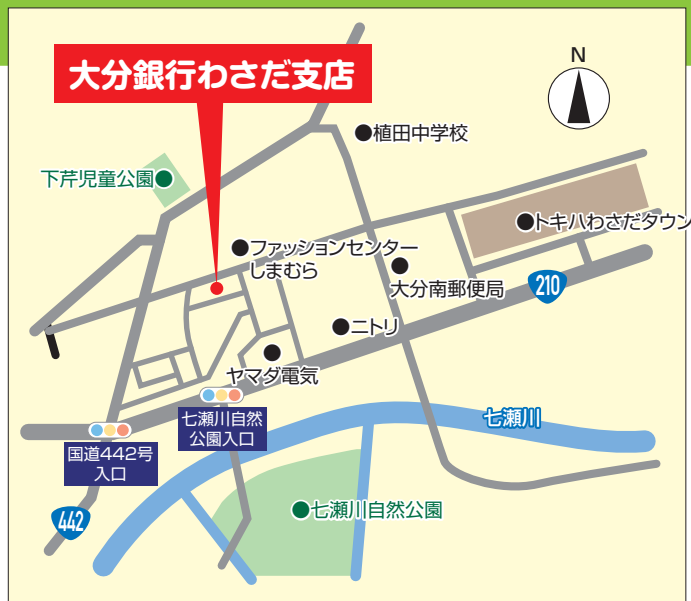 大分銀行わさだ支店
N
植田中学校
下芹児童公園
トキハわさだタウン
ファッションセンター
しまむら
大分南郵便局
210
ニトリ
ヤマダ電気
七瀬川自然
公園入口
七瀬川
国道442号
入口
七瀬川自然公園
442